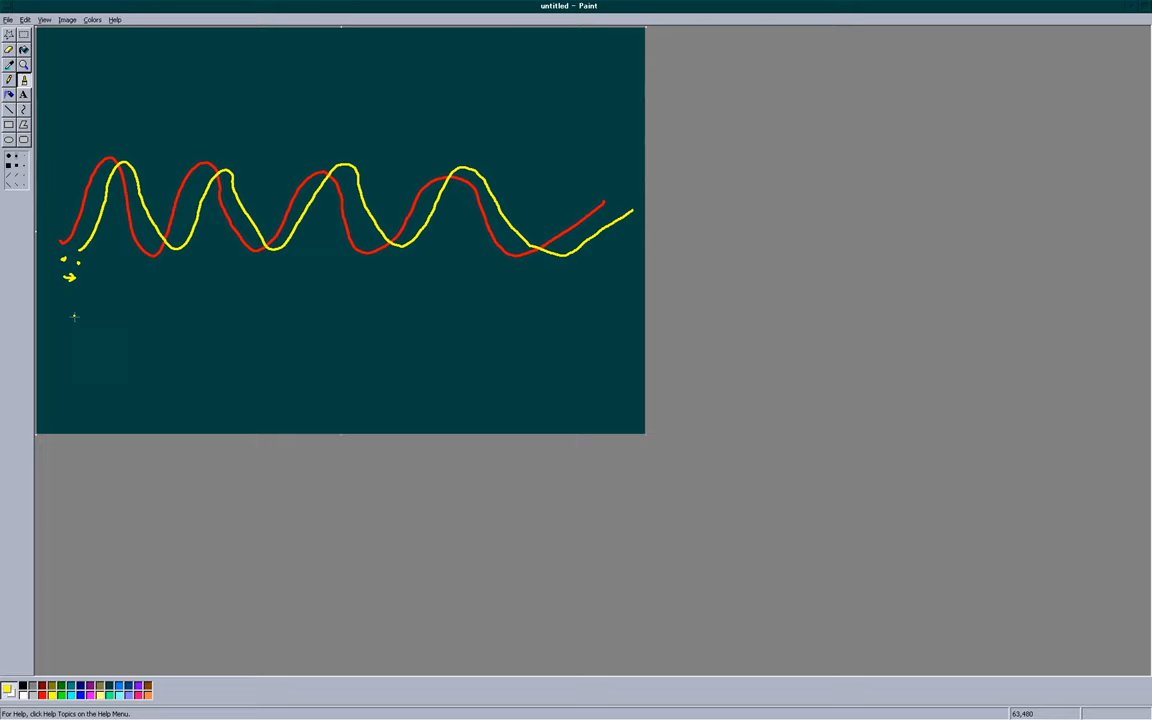 untitled - Paint
File Edit View Image Colors Help
A
For Help, click Help Topics on the Help Menu.
63,480